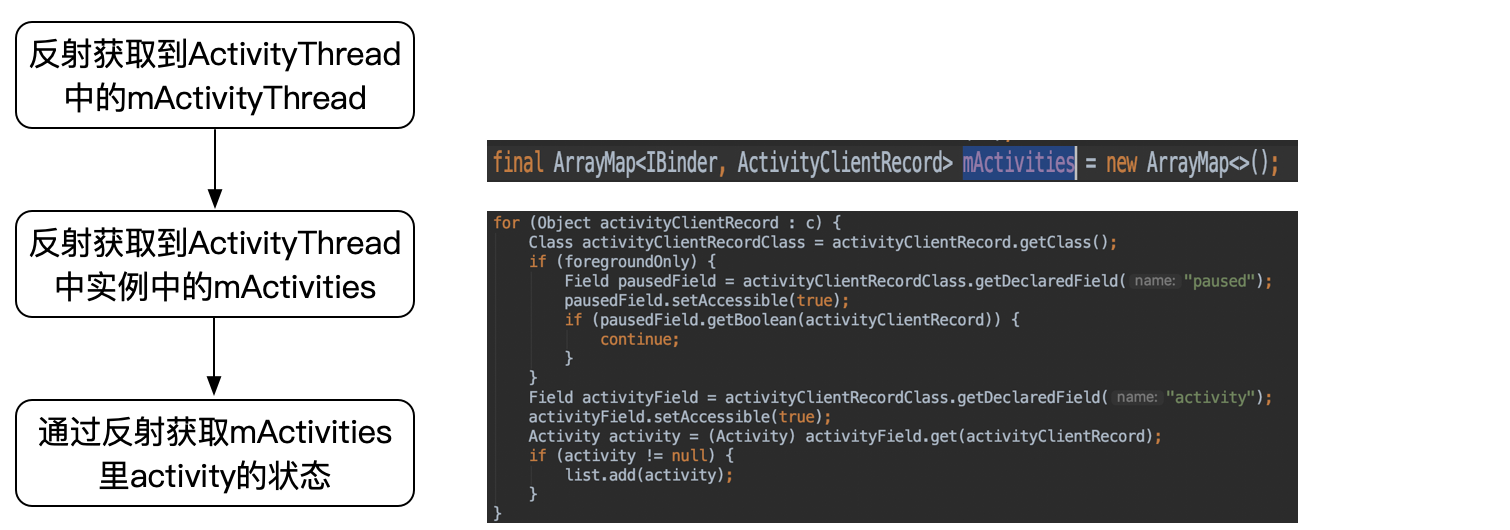 反射获取到ActivityThread
中的mActivityThread
反射获取到ActivityThread
中实例中的mActivities
通过反射获取mActivities
里activity的状态
final ArrayMap<IBinder, ActivityClientRecord> mActivities = new ArrayMap<>();
for (Object activityClientRecord : c) {
Class activityClientRecordClass = activityClientRecord.getClass();
if (foregroundOnly) {
Field pausedField = activityClientRecordClass.getDeclaredField( name: "paused");
pausedField.setAccessible(true);
if (pausedField.getBoolean(activityClientRecord)) {
continue;
}
}
Field activityField = activityClientRecordClass.getDeclaredField( name: "activity");
activityField.setAccessible(true);
Activity activity = (Activity) activityField.get(activityClientRecord);
if (activity != null) {
list.add(activity);
}
}